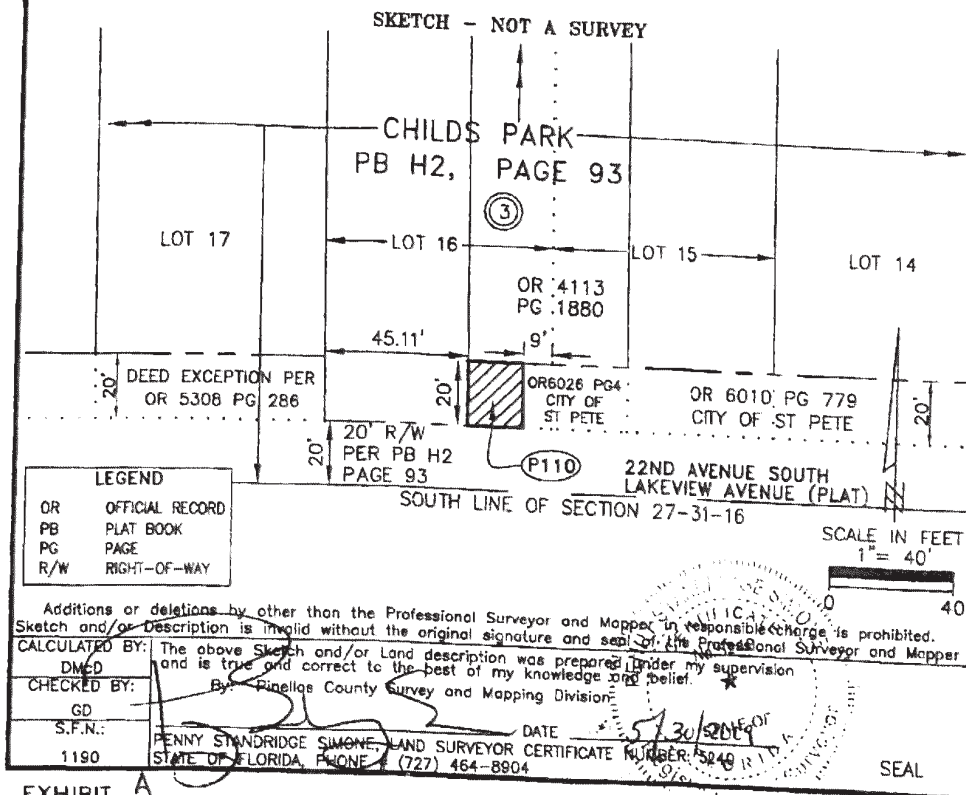 SKETCH - NOT A SURVEY
CHILDS PARK
PB H2, PAGE 93
3
LOT 17
LOT 16
LOT 15
LOT 14
OR 4113
PG 1880
45.11'
9'
20'
DEED EXCEPTION PER
OR 5308 PG 286
20'
OR6026 PG4
CITY OF
ST PETE
OR 6010 PG 779
CITY OF ST PETE
20'
20'
20' R/W
PER PB H2
PAGE 93
P110
22ND AVENUE SOUTH
LAKEVIEW AVENUE (PLAT)
SOUTH LINE OF SECTION 27-31-16
LEGEND
OR OFFICIAL RECORD
PB PLAT BOOK
PG PAGE
R/W RIGHT-OF-WAY
SCALE IN FEET
1"= 40'
0 40
Additions or deletions by other than the Professional Surveyor and Mapper in responsible charge is prohibited.
Sketch and/or Description is invalid without the original signature and seal of the Professional Surveyor and Mapper
CALCULATED BY:
DMcD
CHECKED BY:
GD
S.F.N.:
1190
The above Sketch and/or Land description was prepared under my supervision
and is true and correct to the best of my knowledge and belief.
By: Pinellas County Survey and Mapping Division
DATE 5/30/2009
PENNY STANDRIDGE SIMONE, LAND SURVEYOR CERTIFICATE NUMBER: 5240
STATE OF FLORIDA, PHONE # (727) 464-8904
SEAL
EXHIBIT A